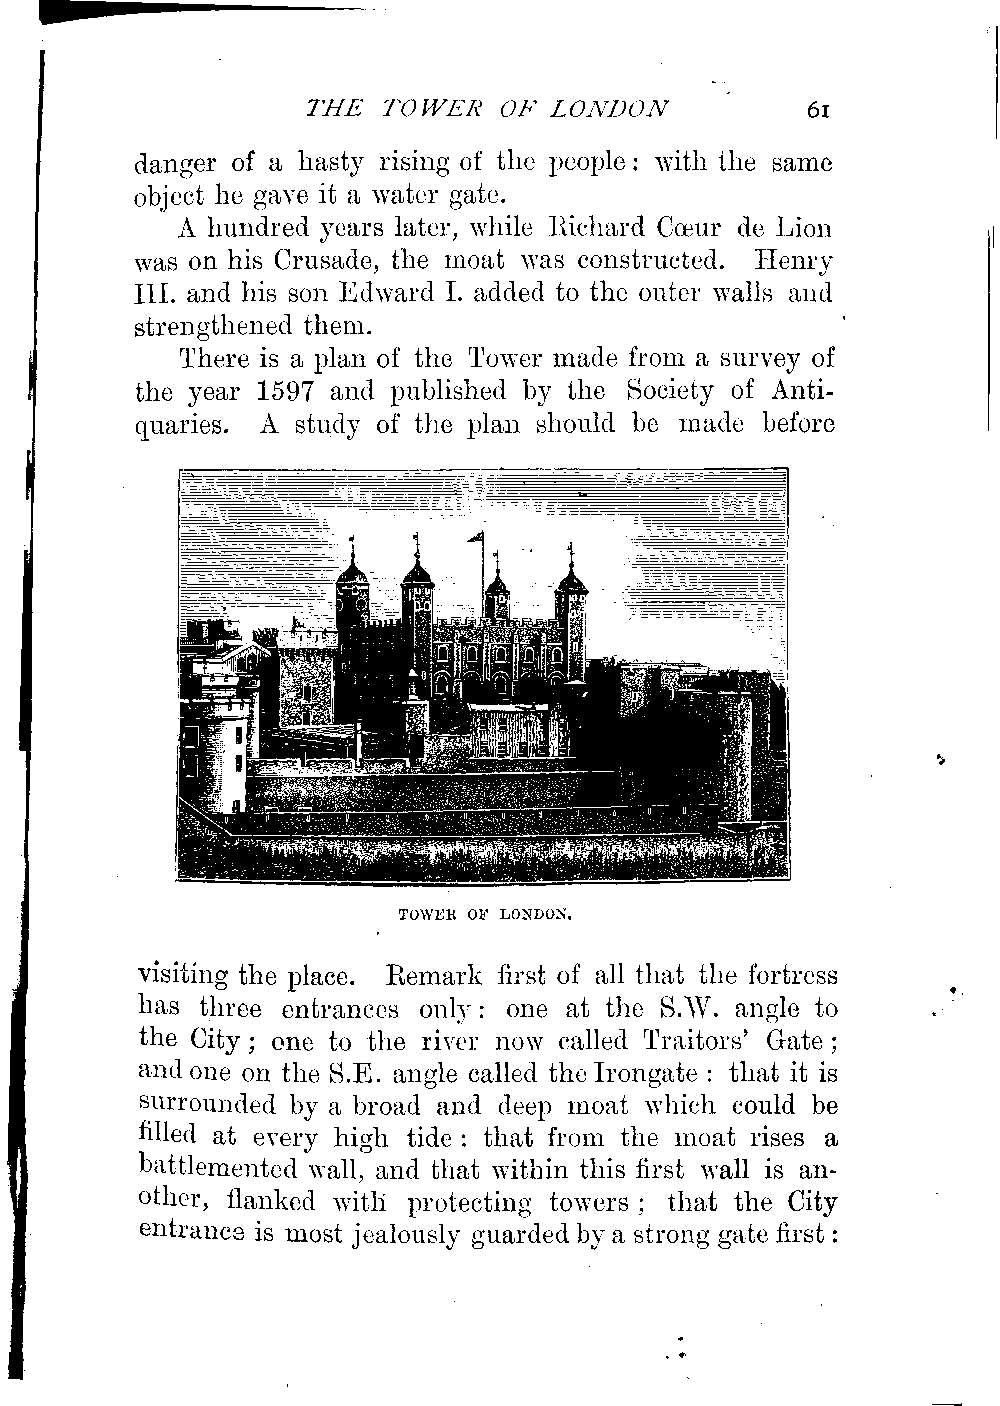 THE TOWER OF LONDON 61
danger of a hasty rising of the people: with the same
object he gave it a water gate.
A hundred years later, while Richard Cœur de Lion
was on his Crusade, the moat was constructed. Henry
III. and his son Edward I. added to the outer walls and
strengthened them.
There is a plan of the Tower made from a survey of
the year 1597 and published by the Society of Anti-
quaries. A study of the plan should be made before
TOWER OF LONDON.
visiting the place. Remark first of all that the fortress
has three entrances only: one at the S.W. angle to
the City; one to the river now called Traitors' Gate;
and one on the S.E. angle called the Irongate: that it is
surrounded by a broad and deep moat which could be
filled at every high tide: that from the moat rises a
battlemented wall, and that within this first wall is an-
other, flanked with protecting towers; that the City
entrance is most jealously guarded by a strong gate first: